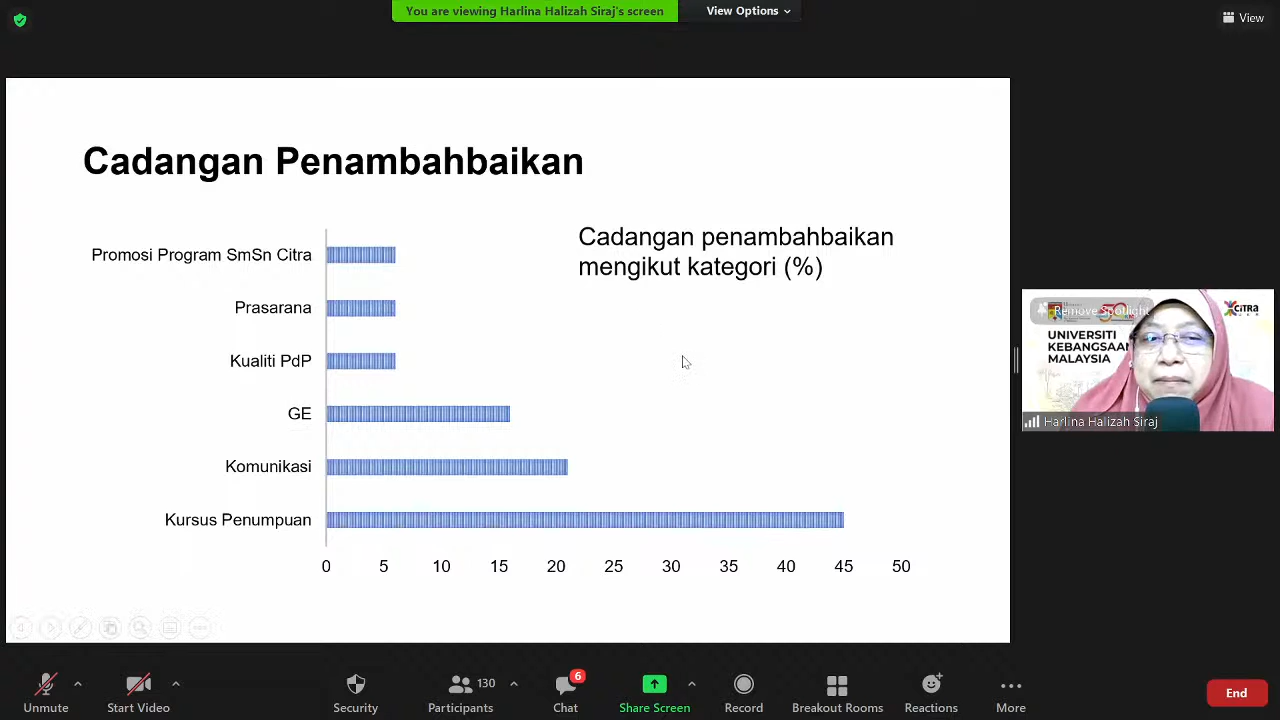 You are viewing Harlina Halizah Siraj's screen
View Options
View
Cadangan Penambahbaikan
Cadangan penambahbaikan
mengikut kategori (%)
Promosi Program SmSn Citra
Prasarana
Kualiti PdP
GE
Komunikasi
Kursus Penumpuan
0 5 10 15 20 25 30 35 40 45 50
Remove Spotlight
CiTRA
UNIVERSITI
KEBANGSAAN
MALAYSIA
Harlina Halizah Siraj
Unmute
Start Video
Security
130
Participants
6
Chat
Share Screen
Record
Breakout Rooms
Reactions
More
End